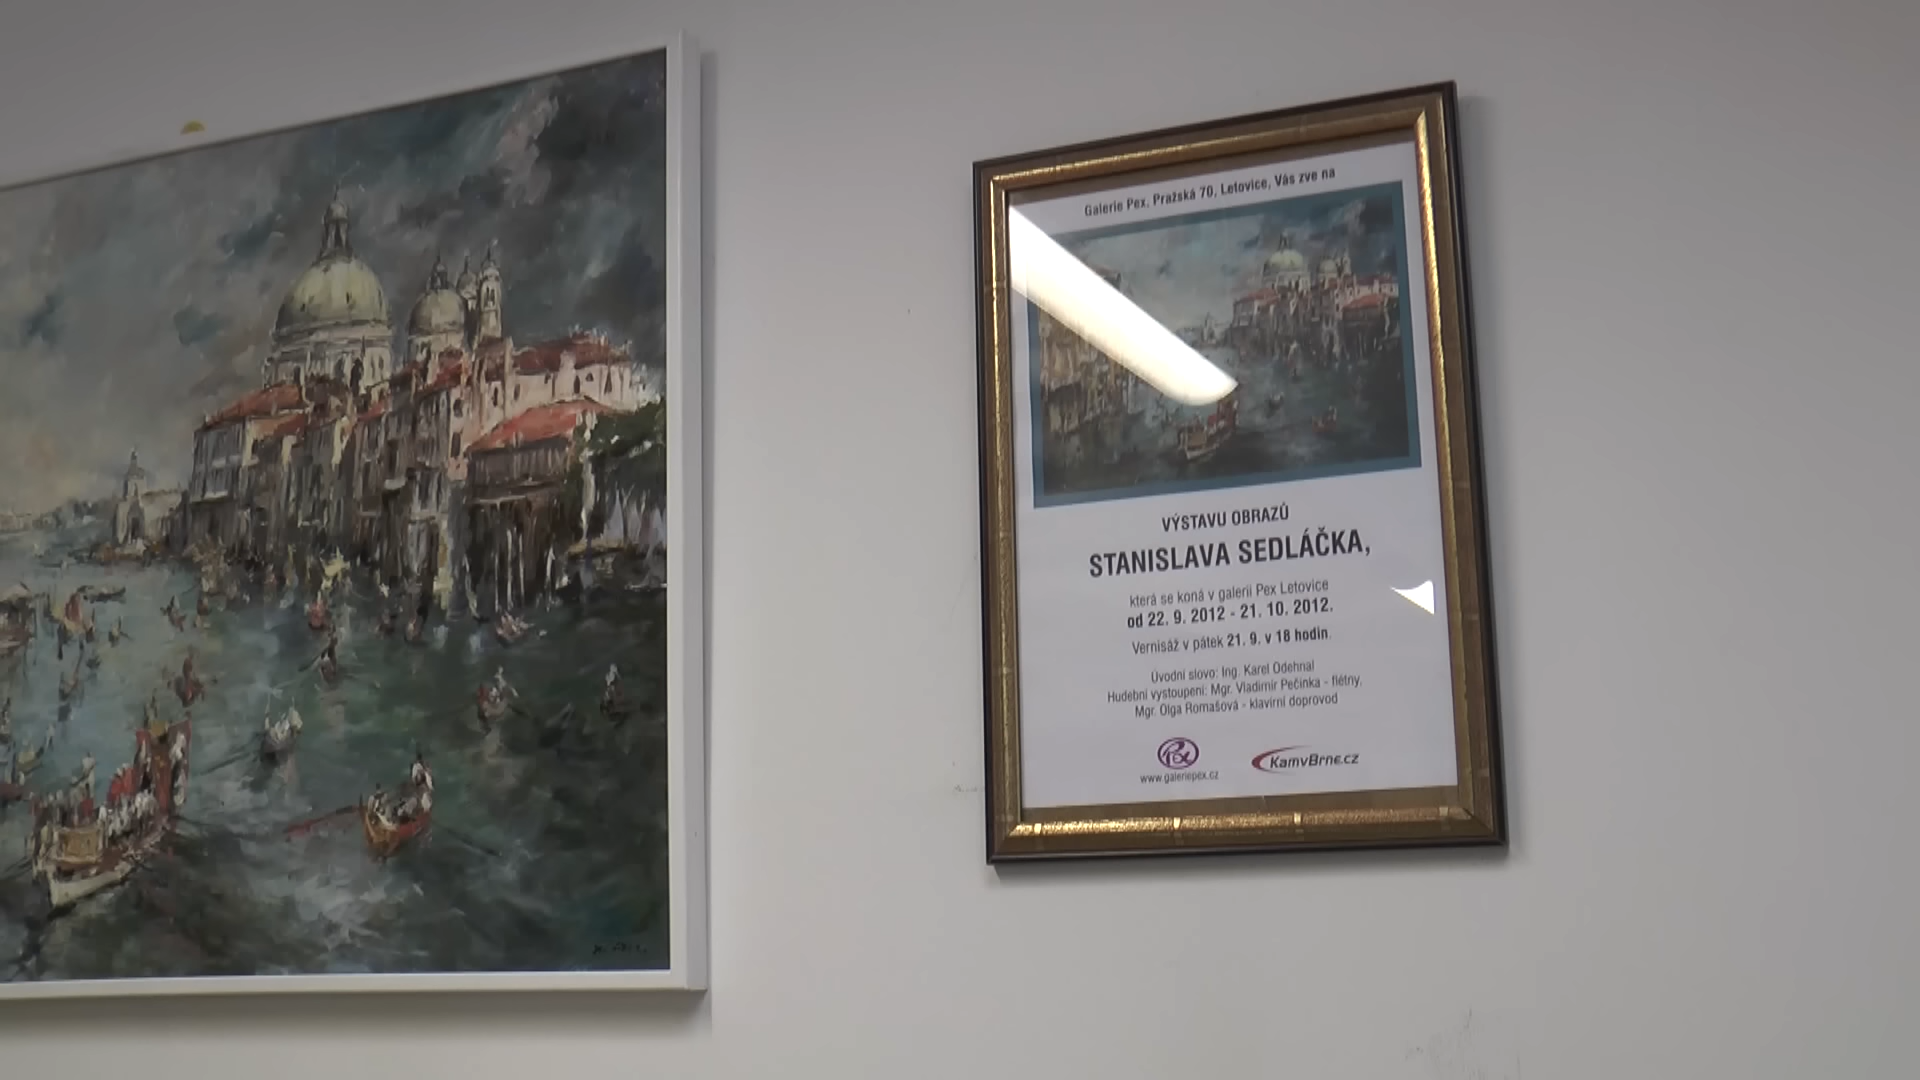 Galerie Pex, Pražská 70, Letovice, Vás zve na
VÝSTAVU OBRAZŮ
STANISLAVA SEDLÁČKA,
která se koná v galerii Pex Letovice
od 22. 9. 2012 - 21. 10. 2012.
Vernisáž v pátek 21. 9. v 18 hodin.
Úvodní slovo: Ing. Karel Odehnal
Hudební vystoupení: Mgr. Vladimír Pečinka - flétny,
Mgr. Olga Romašová - klavírní doprovod
Pex
www.galeriepex.cz
KamvBrne.cz